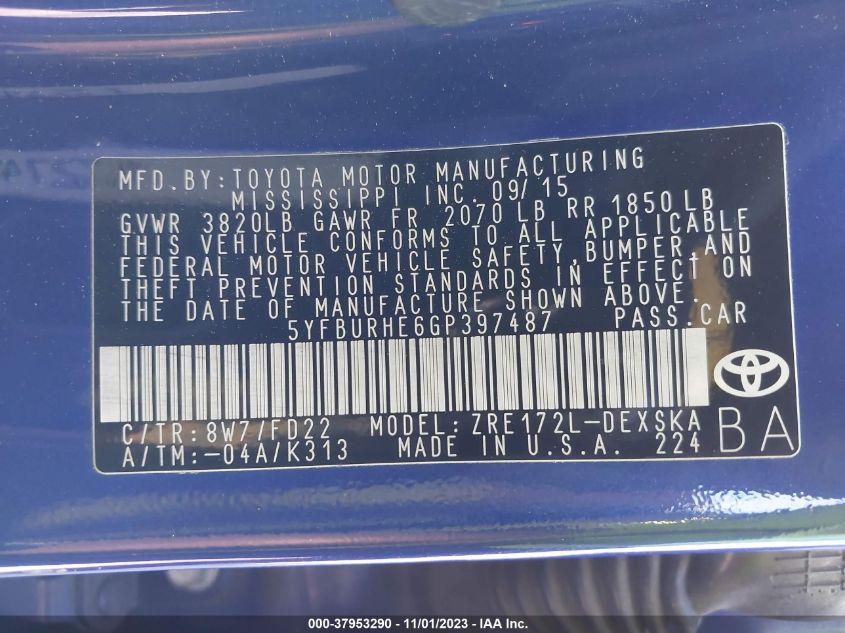 MFD.BY:TOYOTA MOTOR MANUFACTURING
MISSISSIPPI INC. 09/15
GVWR 3820LB GAWR FR 2070 LB RR 1850 LB
THIS VEHICLE CONFORMS TO ALL APPLICABLE
FEDERAL MOTOR VEHICLE SAFETY,BUMPER,AND
THEFT PREVENTION STANDARDS IN EFFECT ON
THE DATE OF MANUFACTURE SHOWN ABOVE.
5YFBURHE6GP397487 PASS.CAR
C/TR:8W7/FD22 MODEL:ZRE172L-DEXSKA
A/TM:-04A/K313 MADE IN U.S.A. 224
BA
000-37953290 - 11/01/2023 - IAA Inc.